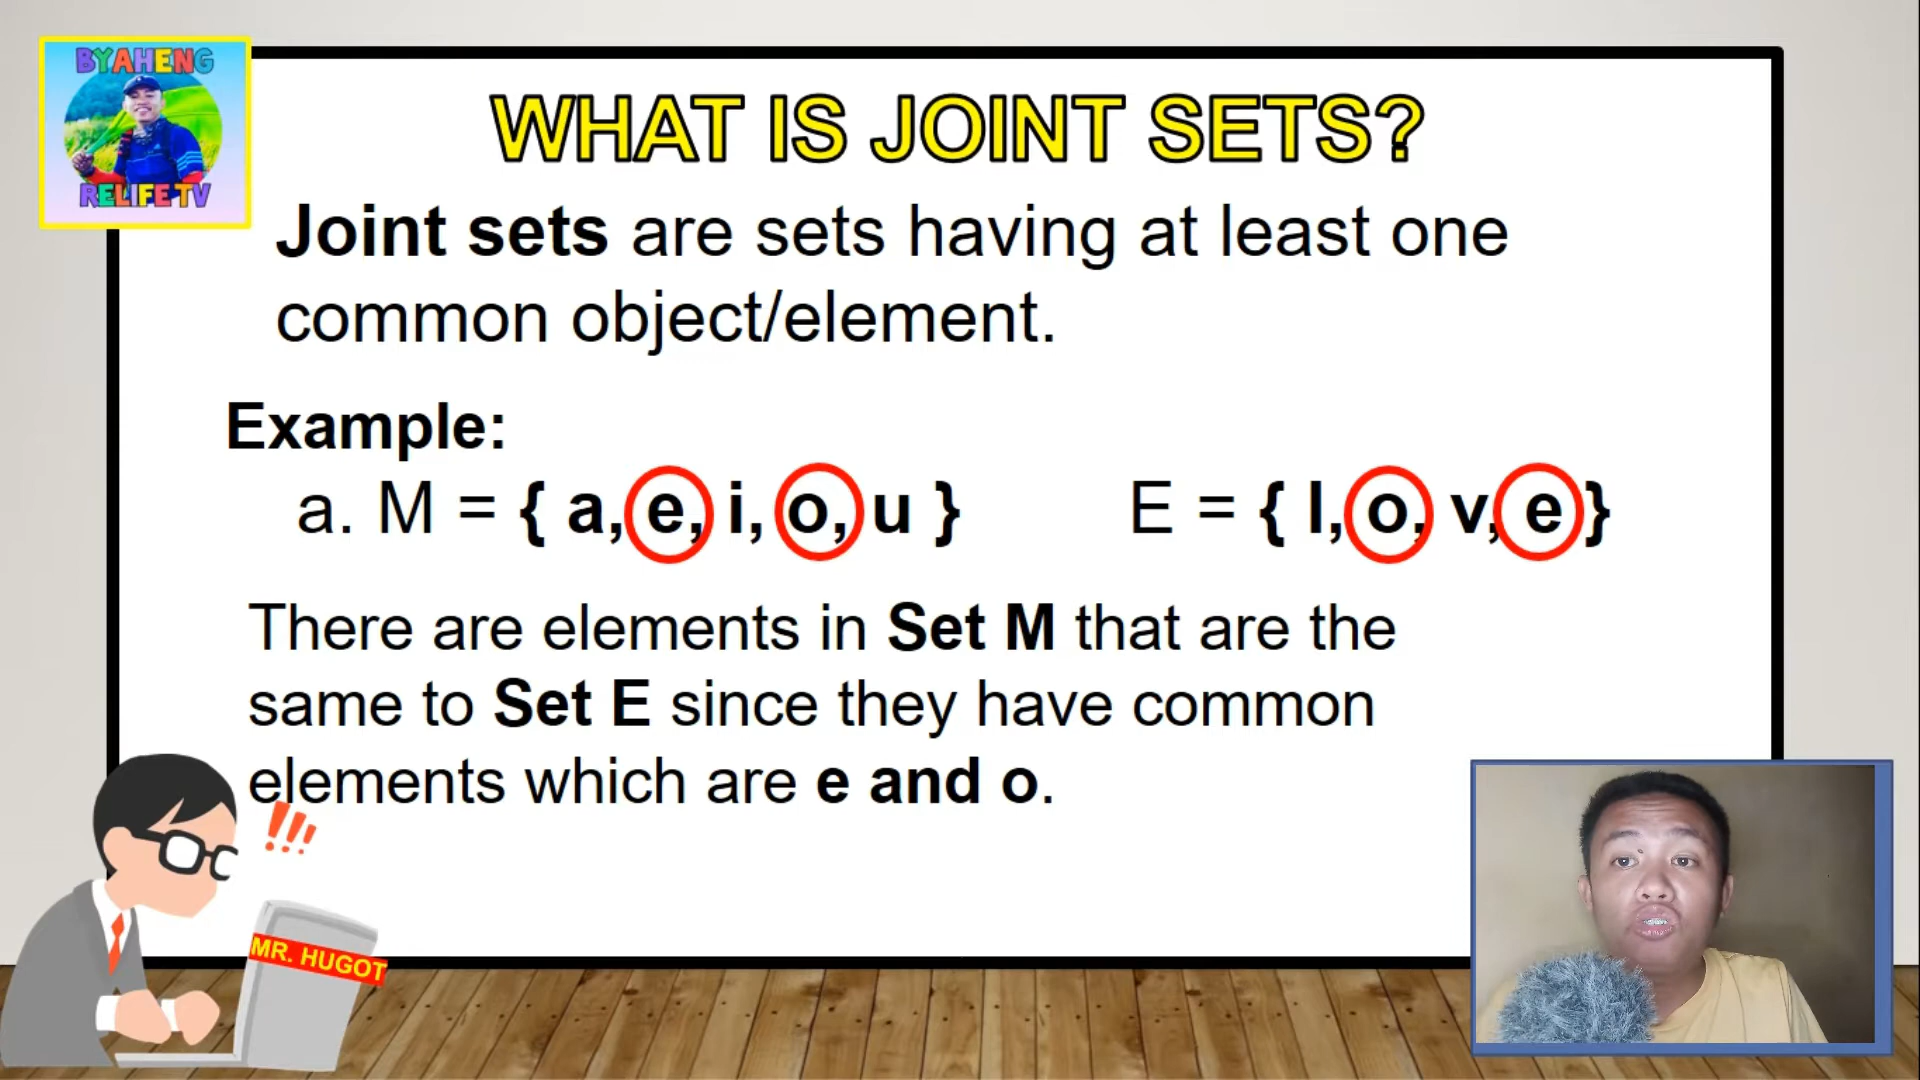 BYAHENG
RELIFE TV
WHAT IS JOINT SETS?
Joint sets are sets having at least one
common object/element.
Example:
a. M = { a, e, i, o, u } E = { l, o, v, e }
There are elements in Set M that are the
same to Set E since they have common
elements which are e and o.
!!!
MR. HUGOT